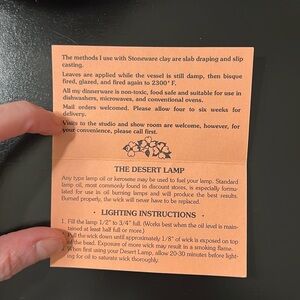 The methods I use with Stoneware clay are slab draping and slip
casting.
Leaves are applied while the vessel is still damp, then bisque
fired, glazed, and fired again to 2300° F.
All my dinnerware is non-toxic, food safe and suitable for use in
dishwashers, microwaves, and conventional ovens.
Mail orders welcomed. Please allow four to six weeks for
delivery.
Visits to the studio and show rooms are welcome, however, for
your convenience, please call first.
THE DESERT LAMP
Any type lamp oil or kerosene may be used to fuel your lamp. Standard
lamp oil, most commonly found in discount stores, is especially formu-
lated for use in oil burning lamps and will produce the best results.
Burned properly, the wick will never have to be replaced.
· LIGHTING INSTRUCTIONS ·
1. Fill the lamp 1/2" to 3/4" full. (Works best when the oil level is main-
tained at least half full or more.)
Pull the wick down until approximately 1/8" of wick is exposed on top
of the bead. Exposure of more wick may result in a smoking flame.
When first using your Desert Lamp, allow 20-30 minutes before light-
ing for oil to saturate wick thoroughly.